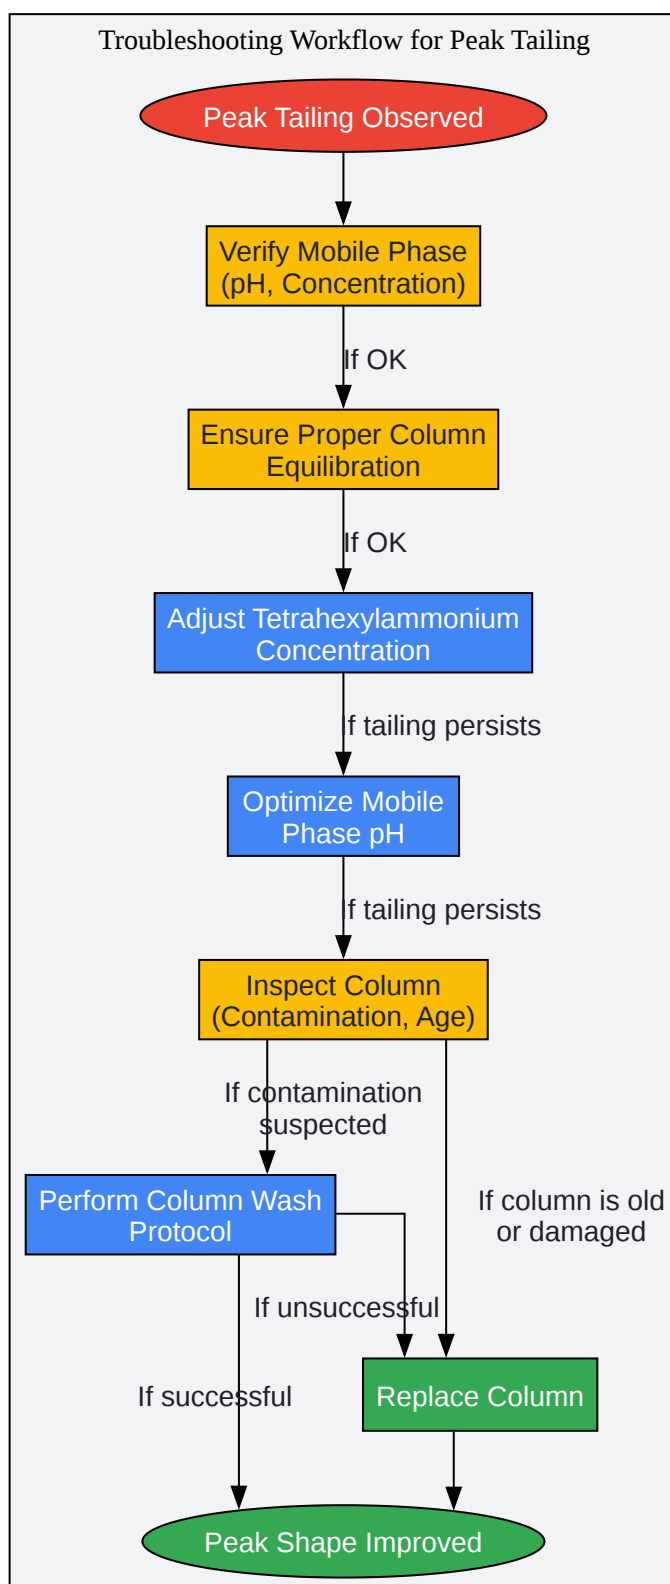 Troubleshooting Workflow for Peak Tailing
Peak Tailing Observed
Verify Mobile Phase
(pH, Concentration)
If OK
Ensure Proper Column
Equilibration
If OK
Adjust Tetrahexylammonium
Concentration
If tailing persists
Optimize Mobile
Phase pH
If tailing persists
Inspect Column
(Contamination, Age)
If contamination
suspected
Perform Column Wash
Protocol
If column is old
or damaged
If unsuccessful
If successful
Replace Column
Peak Shape Improved